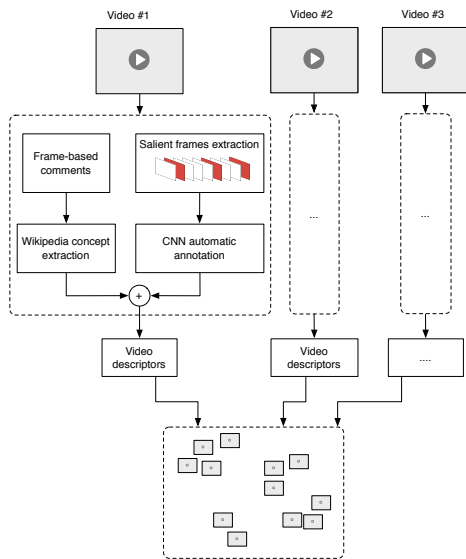 Video #1
Video #2
Video #3
Frame-based
comments
Salient frames extraction
Wikipedia concept
extraction
CNN automatic
annotation
...
...
+
Video
descriptors
Video
descriptors
....